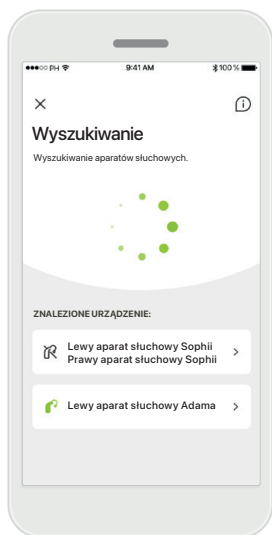 ●●●○○ PH 9:41 AM 100%
Wyszukiwanie
Wyszukiwanie aparatów słuchowych.
ZNALEZIONE URZĄDZENIE:
Lewy aparat słuchowy Sophii
Prawy aparat słuchowy Sophii
Lewy aparat słuchowy Adama